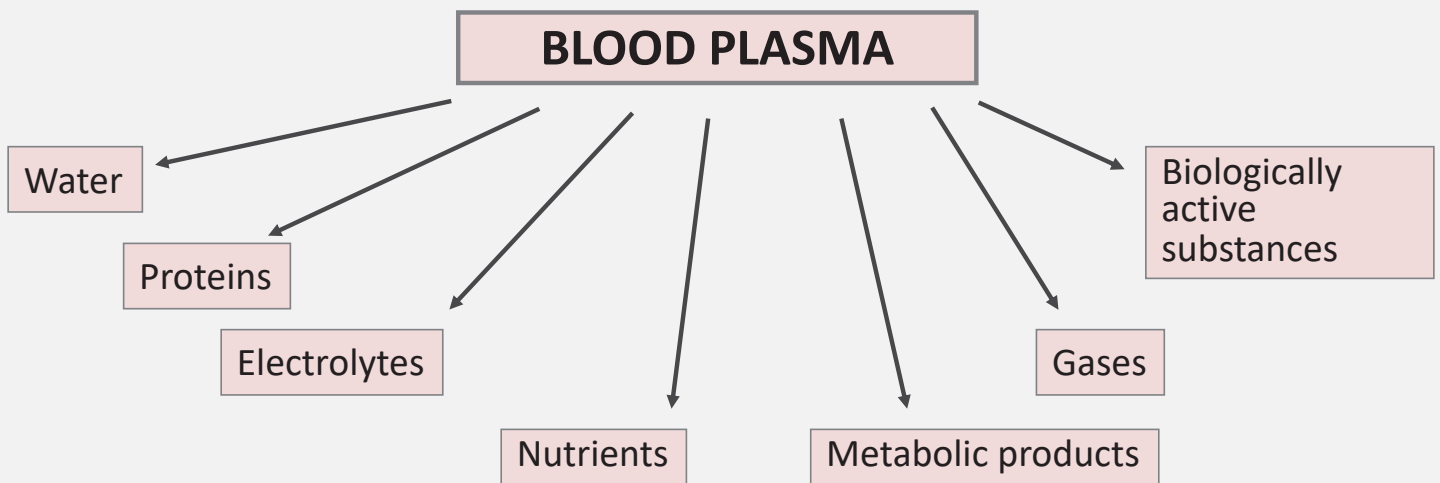 BLOOD PLASMA
Water
Proteins
Electrolytes
Nutrients
Metabolic products
Gases
Biologically
active
substances